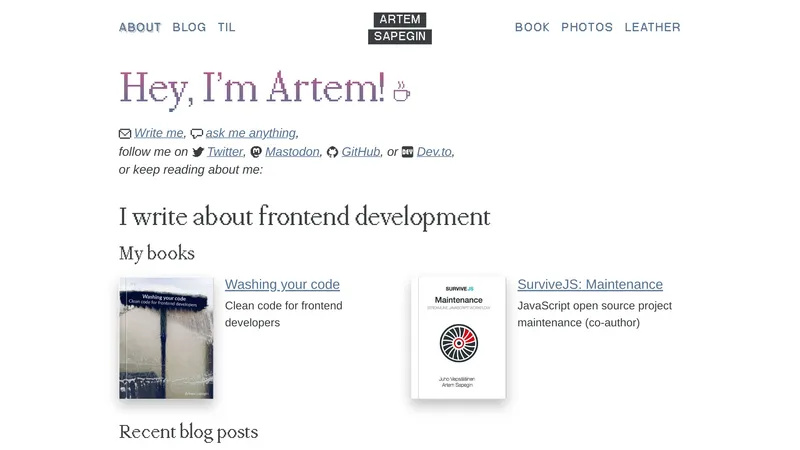 ABOUT BLOG TIL
ARTEM
SAPEGIN
BOOK PHOTOS LEATHER
Hey, I’m Artem!
Write me, ask me anything,
follow me on Twitter, Mastodon, GitHub, or DEV Dev.to,
or keep reading about me:
I write about frontend development
My books
Washing your code
Clean code for frontend developers
Washing your code
Clean code for frontend
developers
SURVIVEJS
Maintenance
Juho Vepsäläinen
Artem Sapegin
SurviveJS: Maintenance
JavaScript open source project
maintenance (co-author)
Recent blog posts